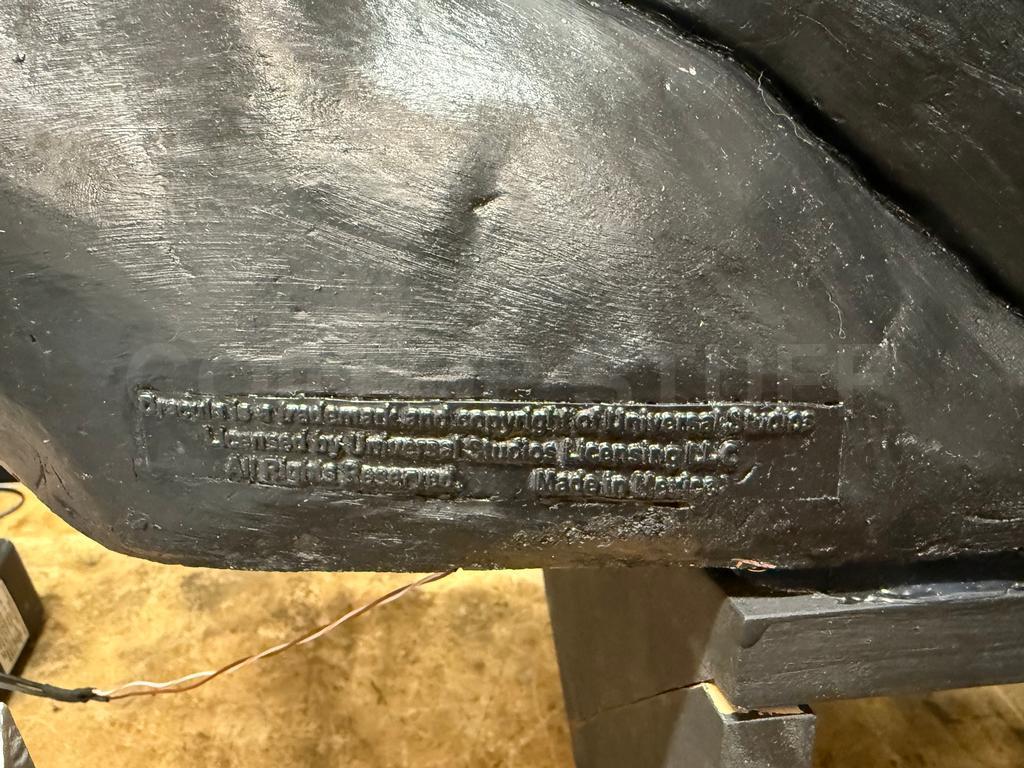 Dracula is a trademark and copyright of Universal Studios
Licensed by Universal Studios Licensing LLC
All Rights Reserved. Made in Mexico